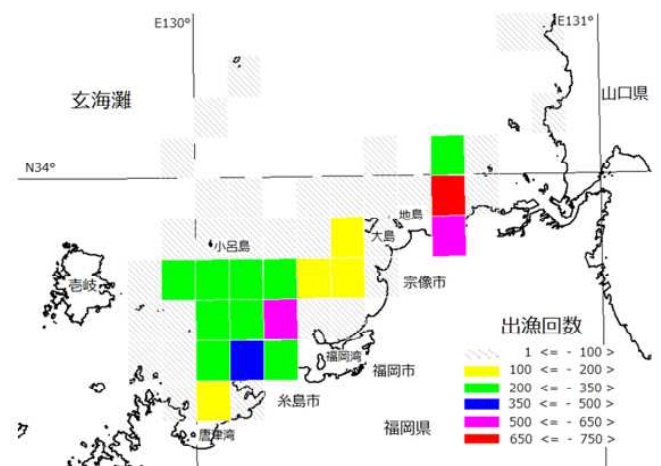 E130°
E131°
玄海灘
山口県
N34°
地島
大島
小呂島
壱岐
宗像市
出漁回数
1 <= - 100 >
福岡湾
100 <= - 200 >
福岡市
200 <= - 350 >
糸島市
350 <= - 500 >
福岡県
500 <= - 650 >
唐津湾
650 <= - 750 >